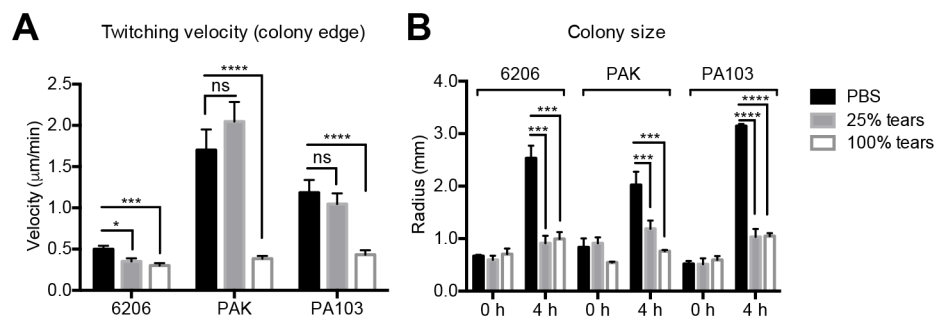 A
Twitching velocity (colony edge)
Velocity (μm/min)
2.5
2.0
1.5
1.0
0.5
0.0
***
*
****
ns
****
ns
6206
PAK
PA103
B
Colony size
6206
PAK
PA103
Radius (mm)
4.0
3.0
2.0
1.0
0.0
***
***
***
***
****
****
0 h
4 h
0 h
4 h
0 h
4 h
PBS
25% tears
100% tears